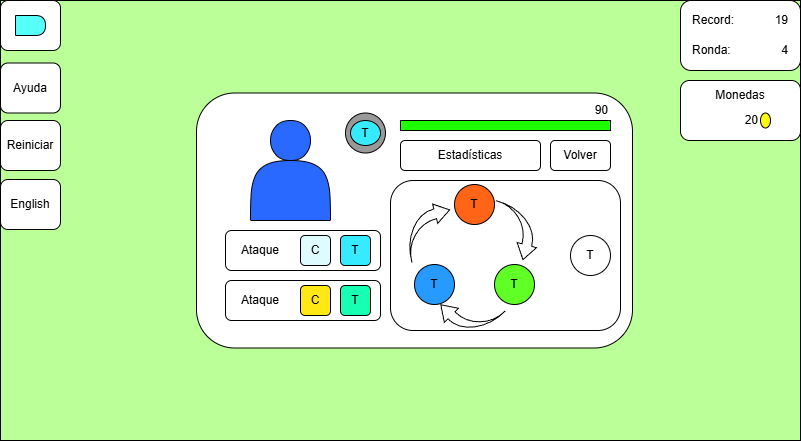 Ayuda
Reiniciar
English
T
90
Estadísticas
Volver
Ataque C T
Ataque C T
T
T
T
T
Record: 19
Ronda: 4
Monedas
20